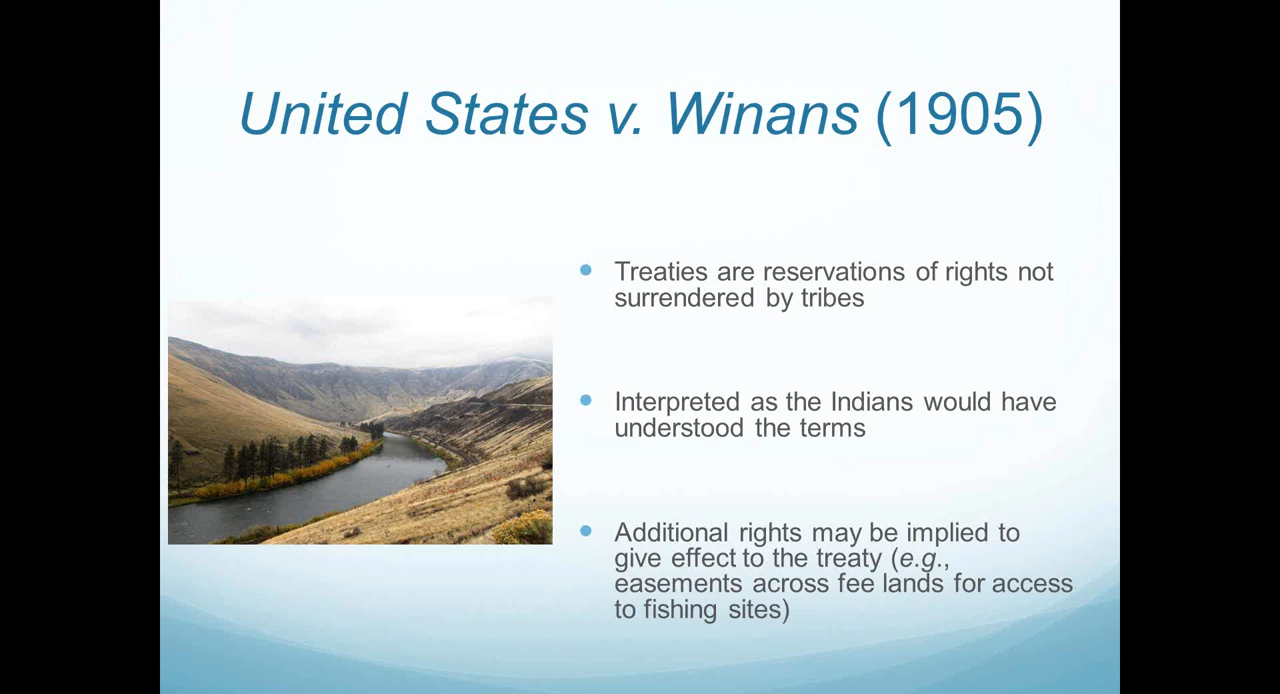 United States v. Winans (1905)
Treaties are reservations of rights not
surrendered by tribes
Interpreted as the Indians would have
understood the terms
Additional rights may be implied to
give effect to the treaty (e.g.,
easements across fee lands for access
to fishing sites)